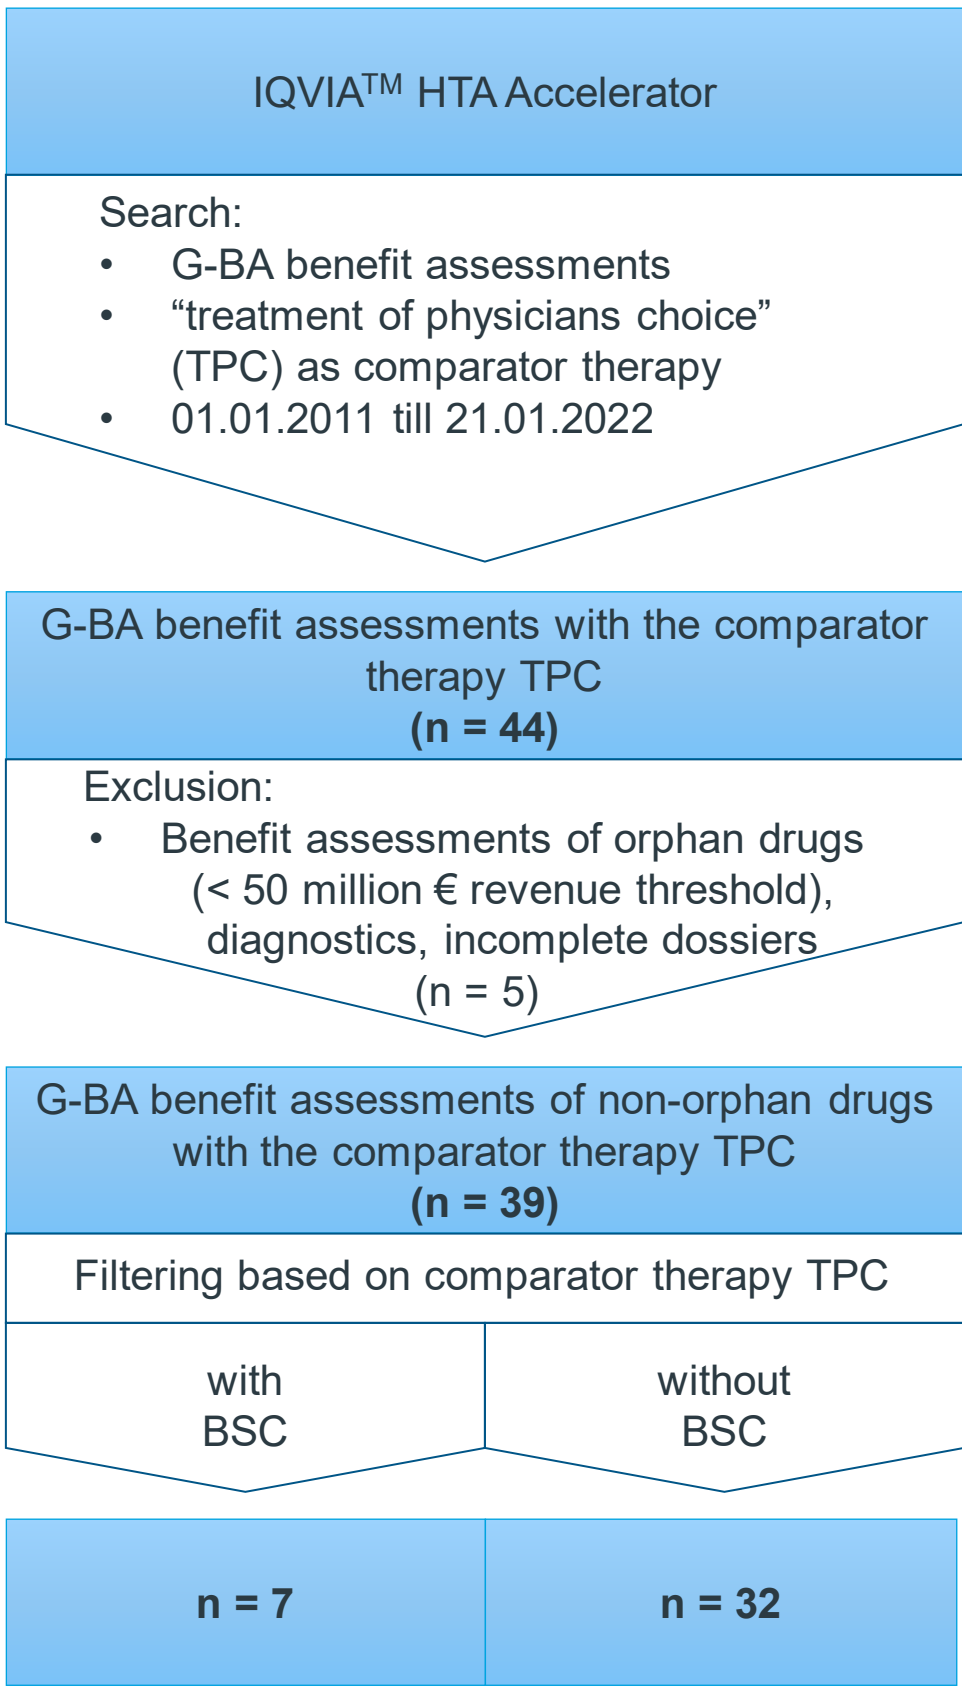 IQVIA™ HTA Accelerator
Search:
• G-BA benefit assessments
• “treatment of physicians choice”
(TPC) as comparator therapy
• 01.01.2011 till 21.01.2022
G-BA benefit assessments with the comparator
therapy TPC
(n = 44)
Exclusion:
• Benefit assessments of orphan drugs
(< 50 million € revenue threshold),
diagnostics, incomplete dossiers
(n = 5)
G-BA benefit assessments of non-orphan drugs
with the comparator therapy TPC
(n = 39)
Filtering based on comparator therapy TPC
with
BSC
without
BSC
n = 7
n = 32